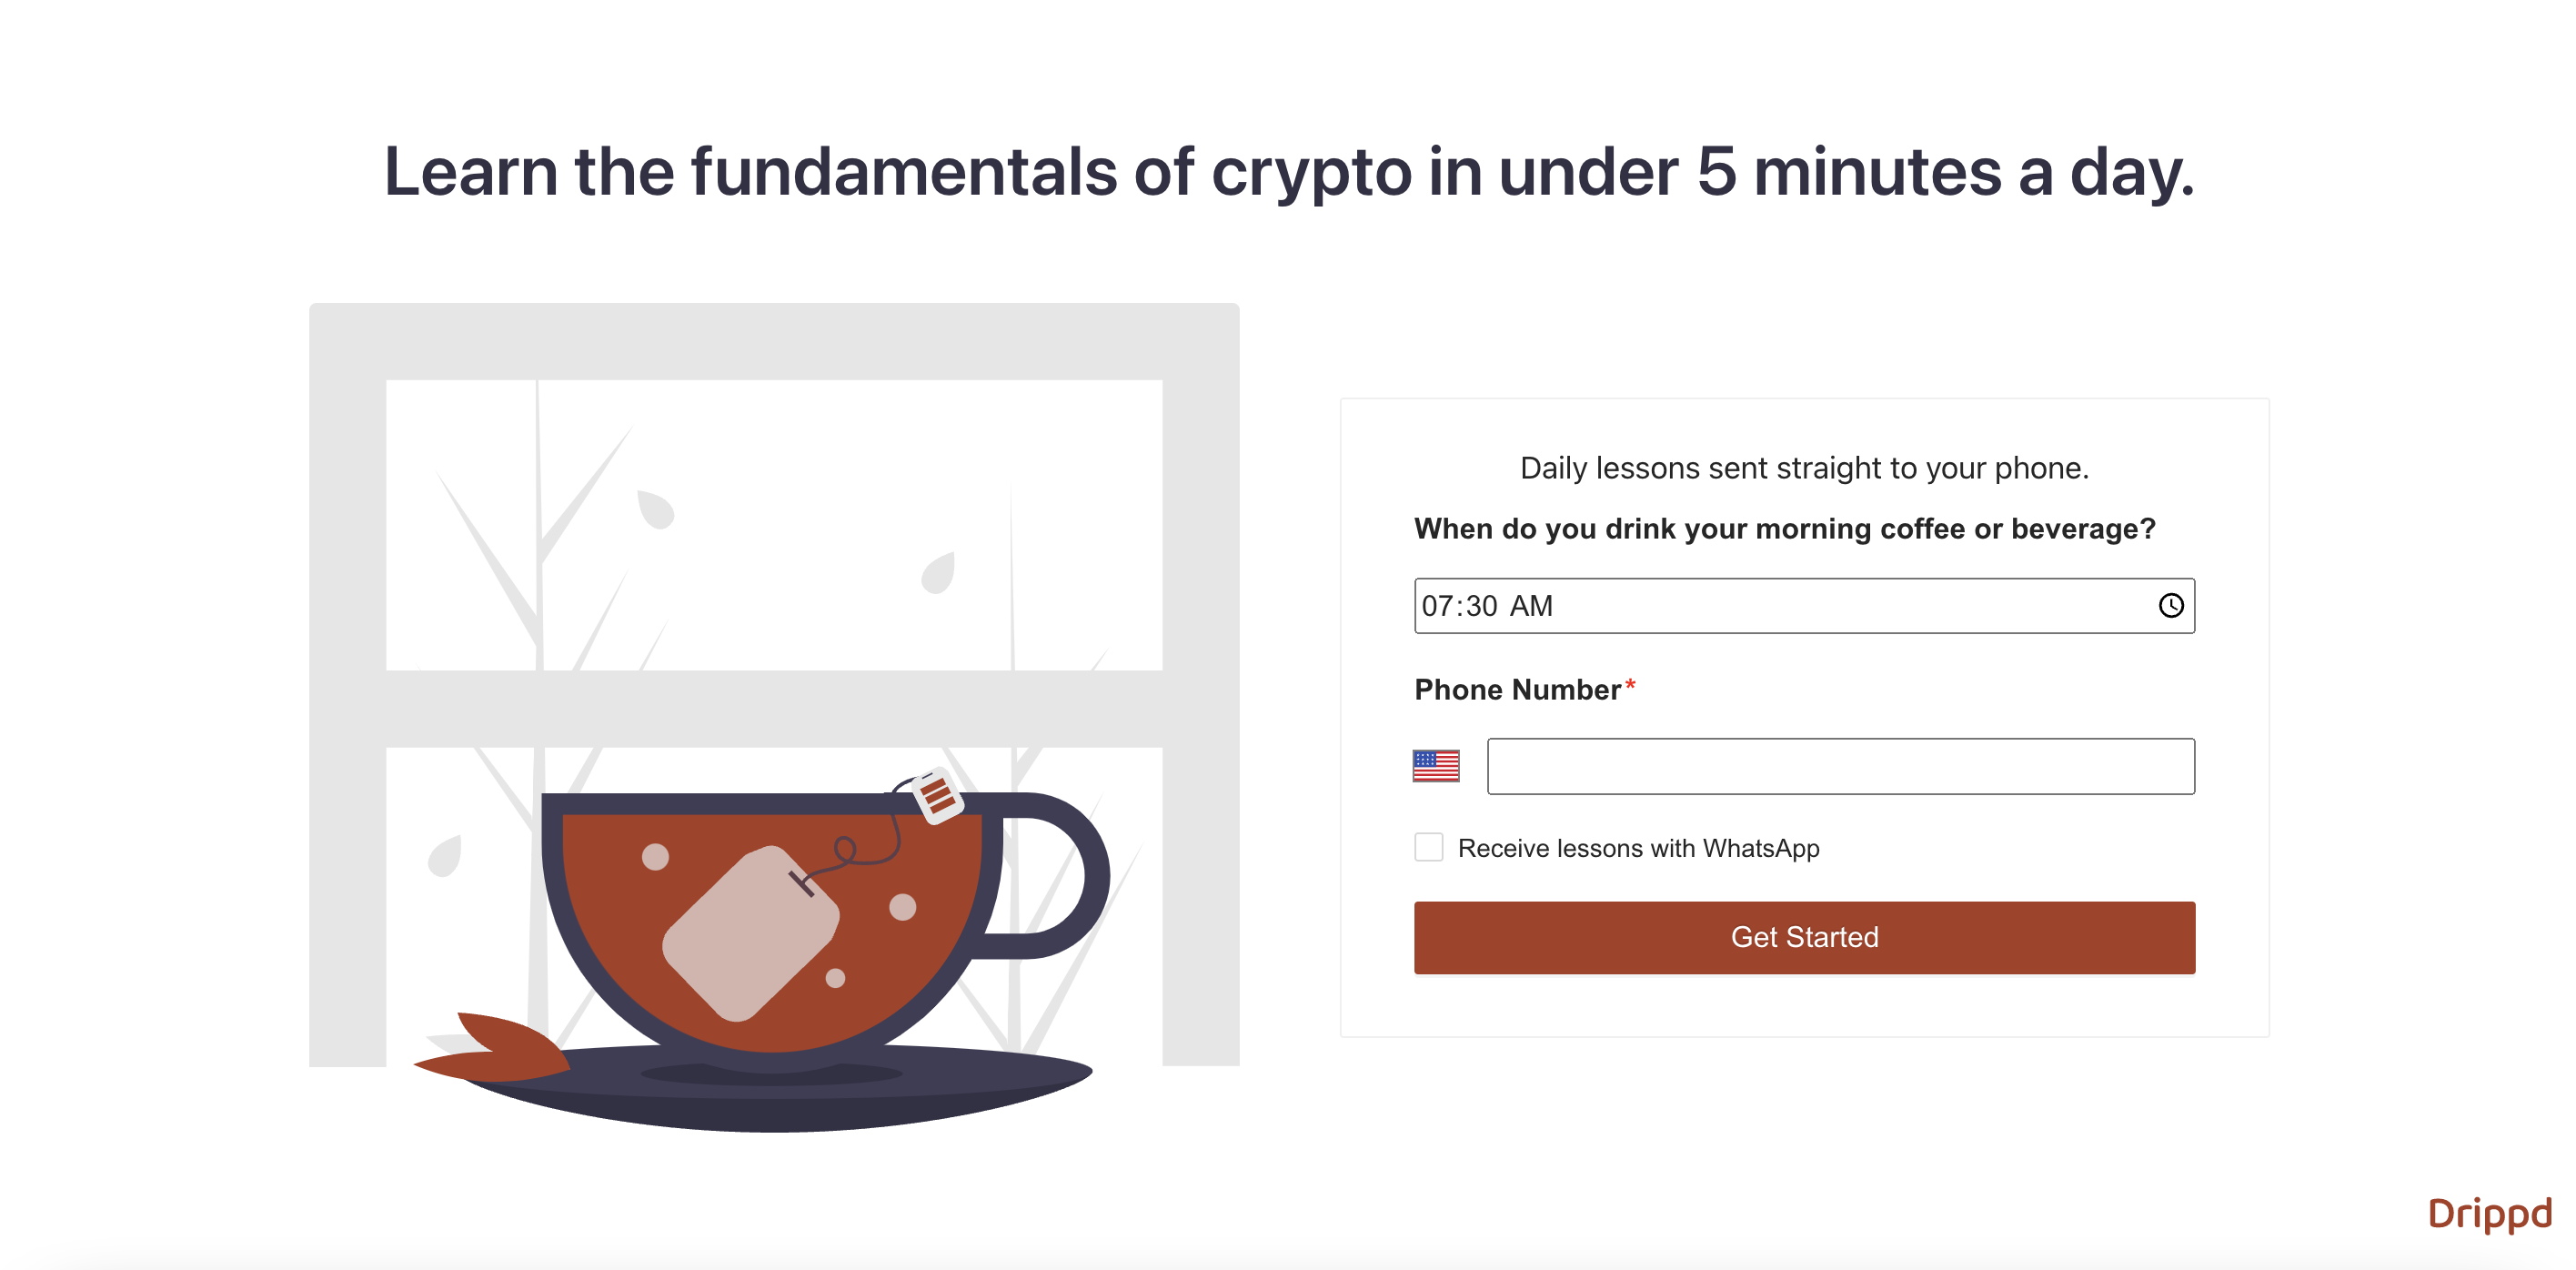 Learn the fundamentals of crypto in under 5 minutes a day.
Daily lessons sent straight to your phone.
When do you drink your morning coffee or beverage?
07:30 AM
Phone Number*
Receive lessons with WhatsApp
Get Started
Drippd